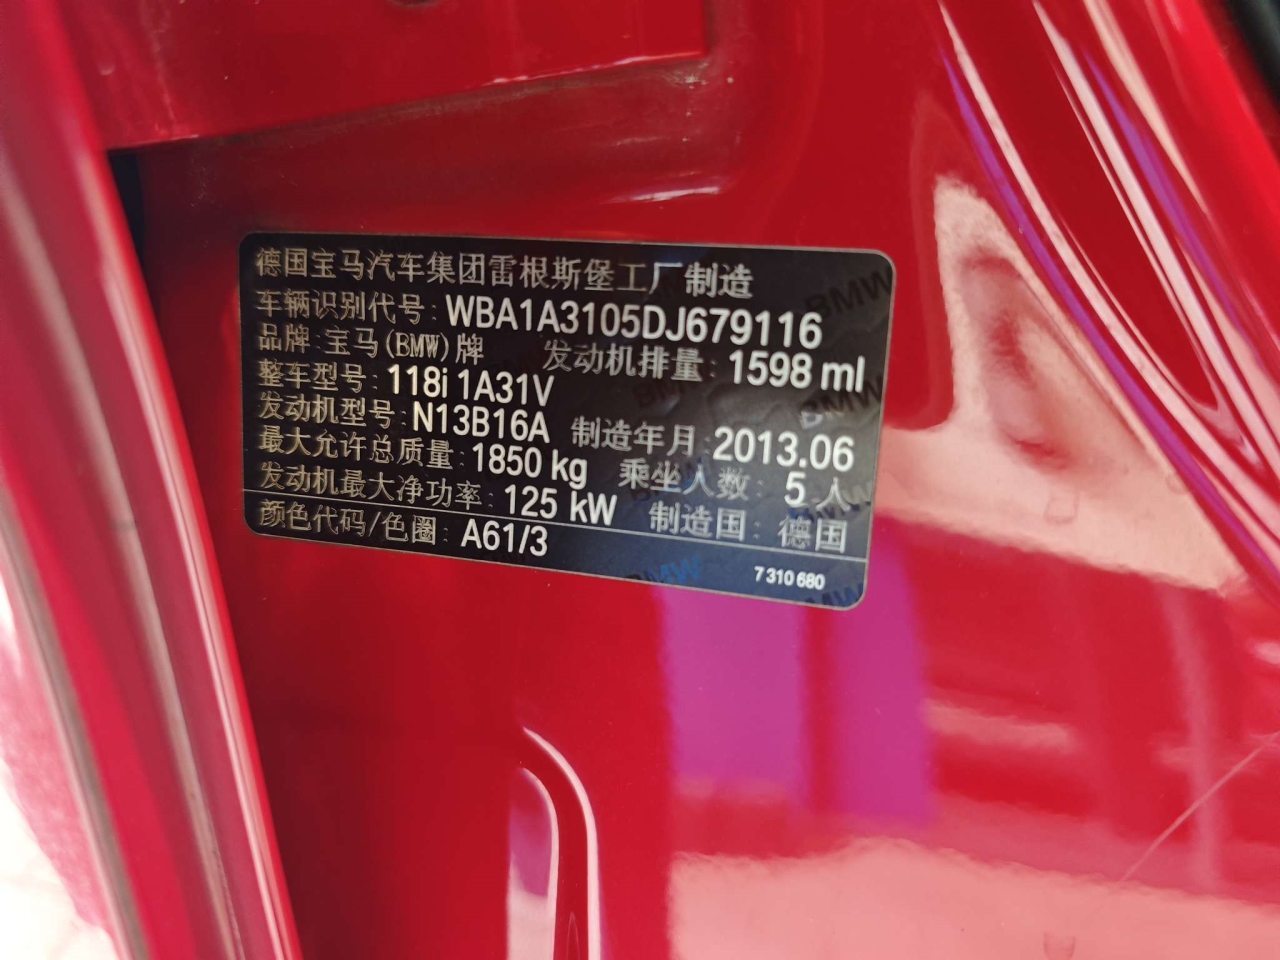 德国宝马汽车集团雷根斯堡工厂制造
车辆识别代号: WBA1A3105DJ679116
品牌: 宝马(BMW)牌 发动机排量: 1598 ml
整车型号: 118i 1A31V
发动机型号: N13B16A 制造年月: 2013.06
最大允许总质量: 1850 kg 乘坐人数: 5 人
发动机最大净功率: 125 kW 制造国: 德国
颜色代码/色圈: A61/3
7 310 680